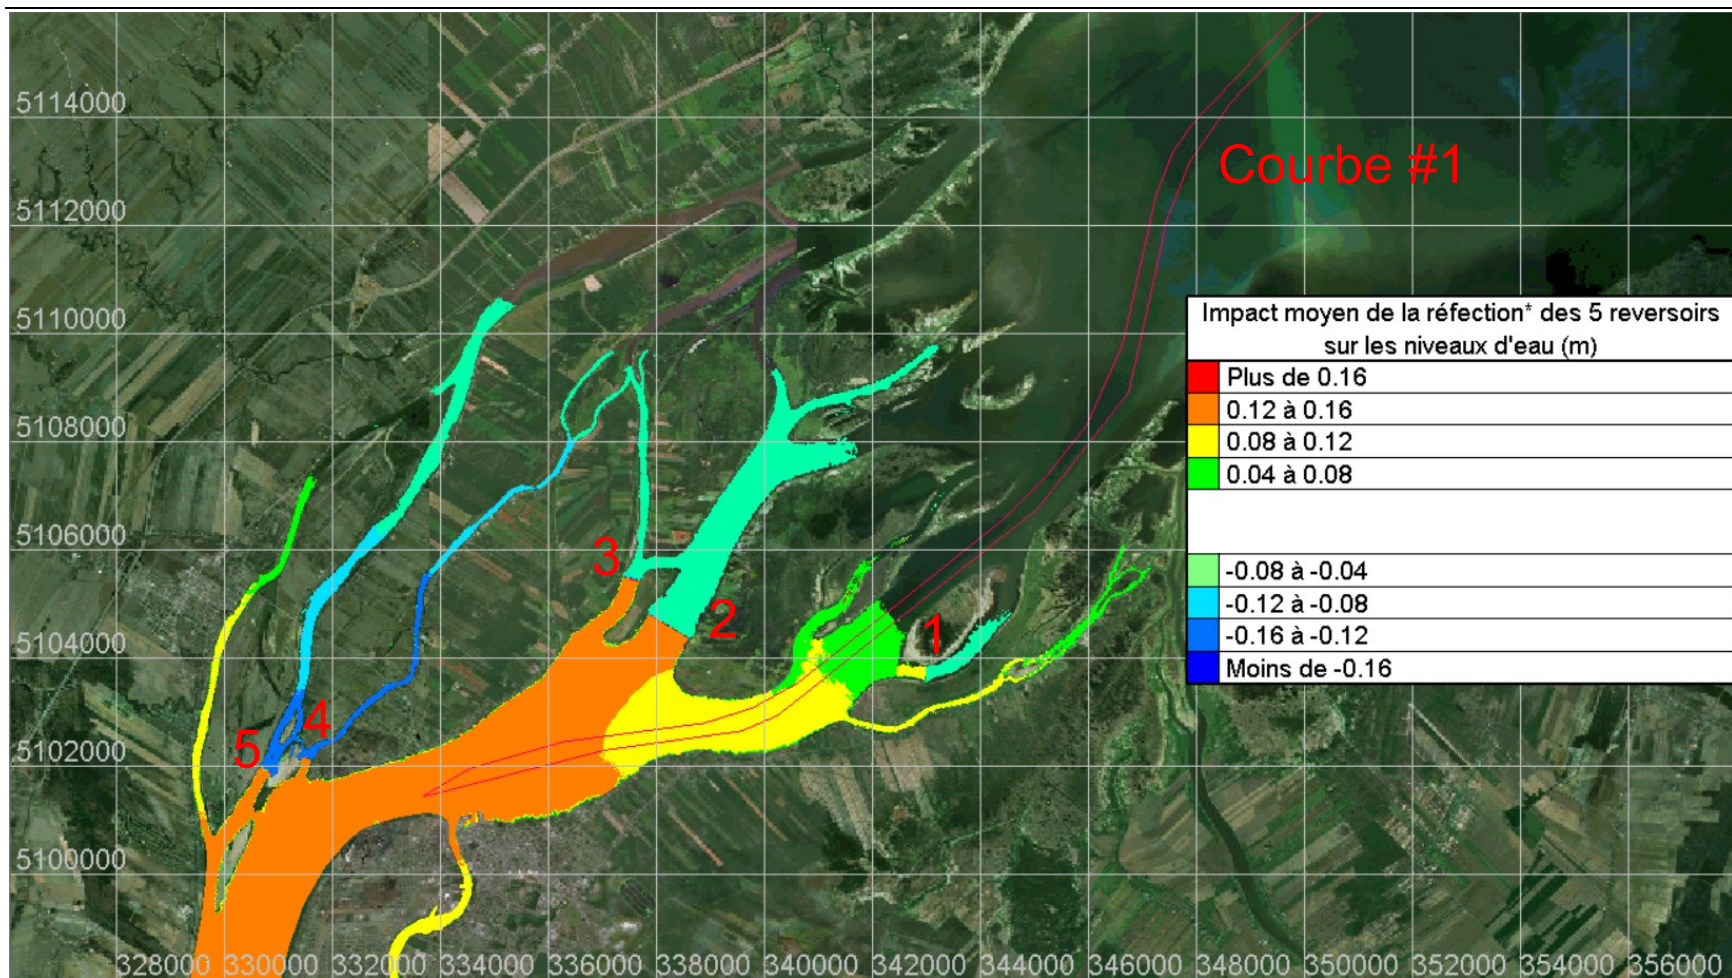 5114000
Courbe #1
5112000
Impact moyen de la réfection* des 5 reversoirs
sur les niveaux d'eau (m)
5110000
Plus de 0.16
0.12 à 0.16
5108000
0.08 à 0.12
0.04 à 0.08
5106000
3
-0.08 à -0.04
-0.12 à -0.08
2
1
-0.16 à -0.12
5104000
Moins de -0.16
4
5
5102000
5100000
328000 330000 332000 334000 336000 338000 340000 342000 344000 346000 348000 350000 352000 354000 356000